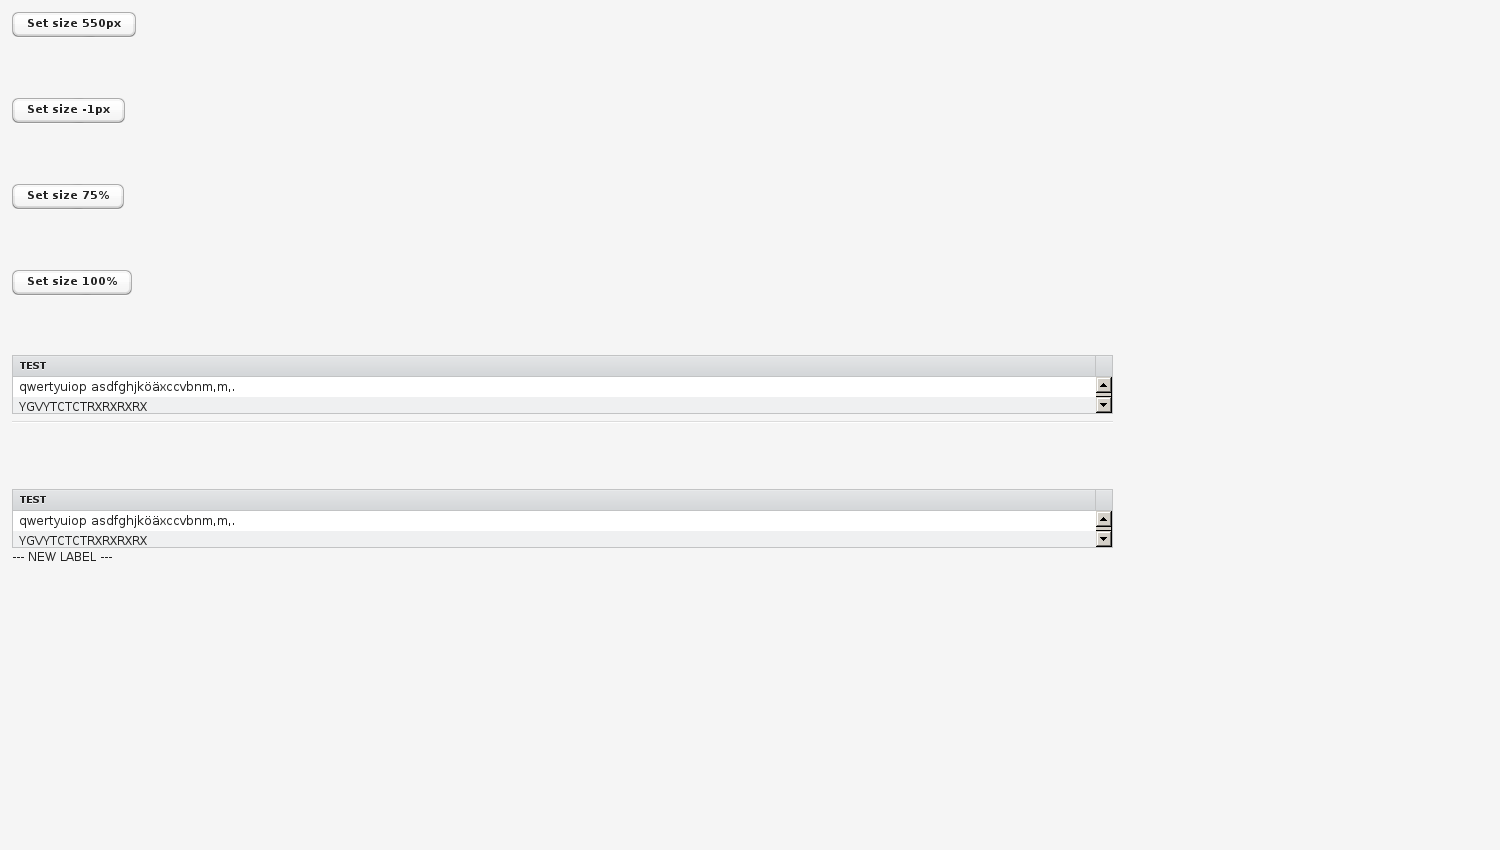 Set size 550px
Set size -1px
Set size 75%
Set size 100%
TEST
qwertyuiop asdfghjköäxccvbnm,m,.
YGVYTCTCTRXRXRXRX
TEST
qwertyuiop asdfghjköäxccvbnm,m,.
YGVYTCTCTRXRXRXRX
--- NEW LABEL ---